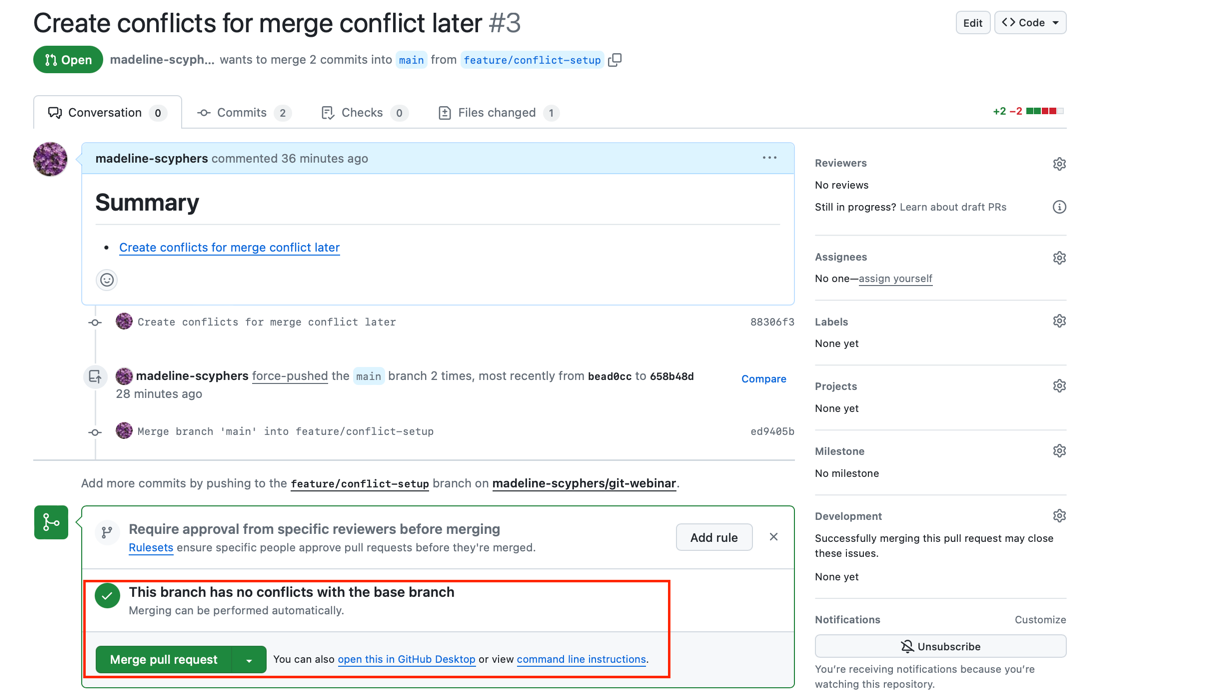 Create conflicts for merge conflict later #3
Edit
Code
Open
madeline-scyph... wants to merge 2 commits into main from feature/conflict-setup
Conversation 0
Commits 2
Checks 0
Files changed 1
+2 −2
madeline-scyphers commented 36 minutes ago
Summary
• Create conflicts for merge conflict later
Create conflicts for merge conflict later 88306f3
madeline-scyphers force-pushed the main branch 2 times, most recently from bead0cc to 658b48d
28 minutes ago
Compare
Merge branch 'main' into feature/conflict-setup ed9405b
Add more commits by pushing to the feature/conflict-setup branch on madeline-scyphers/git-webinar.
Require approval from specific reviewers before merging
Rulesets ensure specific people approve pull requests before they're merged.
Add rule
This branch has no conflicts with the base branch
Merging can be performed automatically.
Merge pull request
You can also open this in GitHub Desktop or view command line instructions.
Reviewers
No reviews
Still in progress? Learn about draft PRs
Assignees
No one—assign yourself
Labels
None yet
Projects
None yet
Milestone
No milestone
Development
Successfully merging this pull request may close
these issues.
None yet
Notifications
Customize
Unsubscribe
You're receiving notifications because you're
watching this repository.